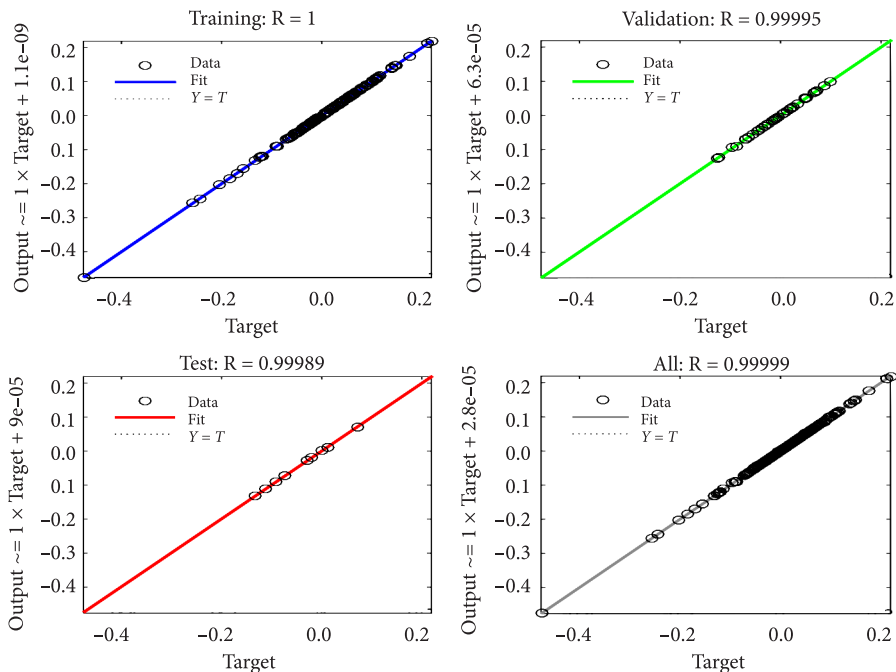 Training: R = 1
Output ~= 1 × Target + 1.1e−09
0.2
0.1
0.0
0.1
−0.2
−0.3
−0.4
Data
Fit
Y = T
−0.4
0.0
0.2
Target
Validation: R = 0.99995
Output ~= 1 × Target + 6.3e−05
0.2
0.1
0.0
0.1
−0.2
−0.3
−0.4
Data
Fit
Y = T
−0.4
−0.2
0.0
0.2
Target
Test: R = 0.99989
Output ~= 1 × Target + 9e−05
0.2
0.1
0.0
0.1
−0.2
−0.3
−0.4
Data
Fit
Y = T
−0.4
−0.2
0.0
0.2
Target
All: R = 0.99999
Output ~= 1 × Target + 2.8e−05
0.2
0.1
0.0
0.1
−0.2
−0.3
−0.4
Data
Fit
Y = T
−0.4
−0.2
0.0
0.2
Target